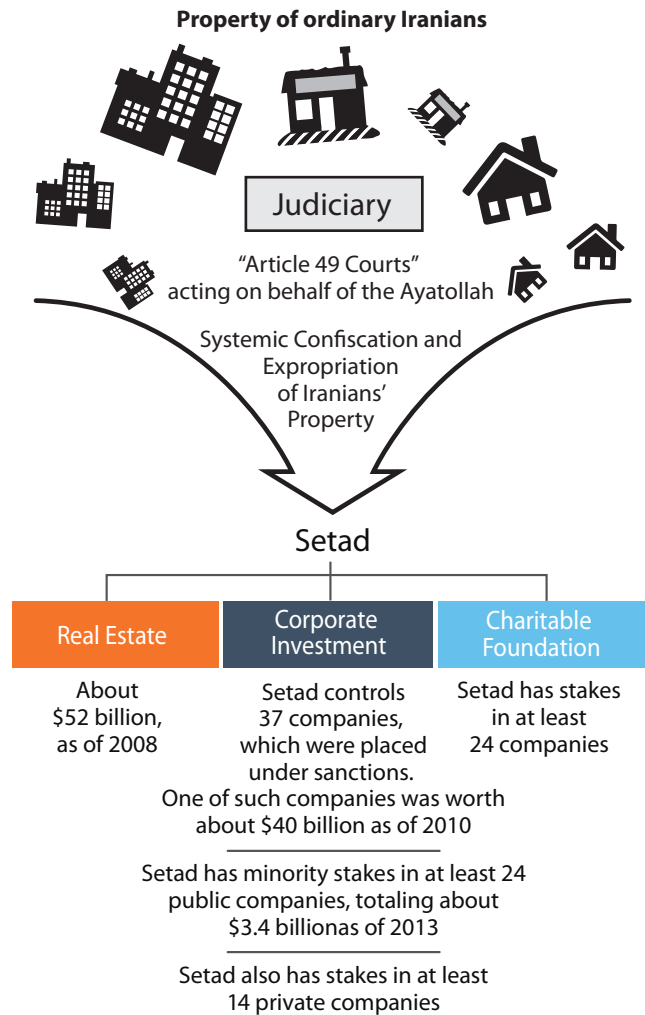 Property of ordinary Iranians
Judiciary
“Article 49 Courts”
acting on behalf of the Ayatollah
Systemic Confiscation and
Expropriation
of Iranians’
Property
Setad
Real Estate
About
$52 billion,
as of 2008
Corporate
Investment
Setad controls
37 companies,
which were placed
under sanctions.
One of such companies was worth
about $40 billion as of 2010
Setad has minority stakes in at least 24
public companies, totaling about
$3.4 billionas of 2013
Setad also has stakes in at least
14 private companies
Charitable
Foundation
Setad has stakes
in at least
24 companies